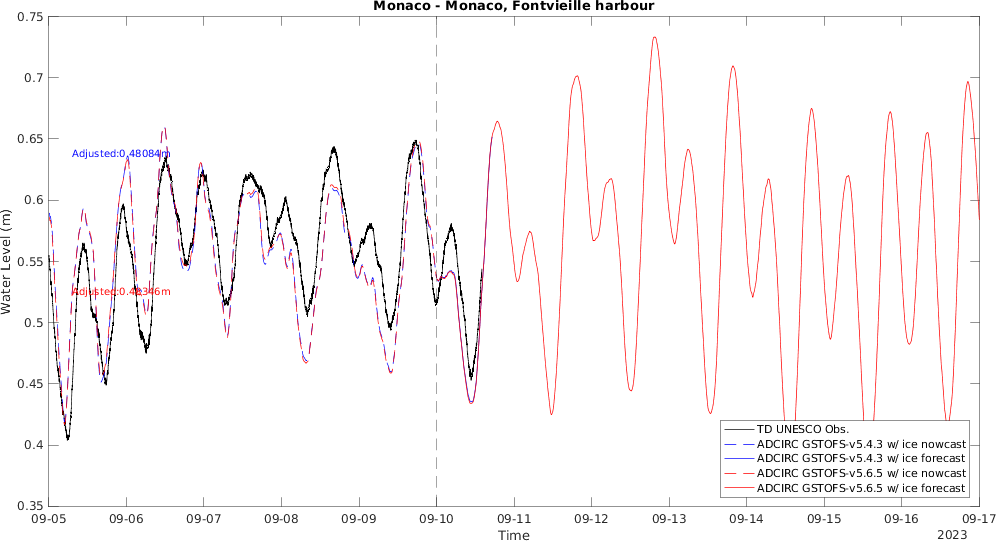 Monaco - Monaco, Fontvieille harbour
0.75
0.7
0.65
0.6
0.55
0.5
0.45
0.4
0.35
Water Level (m)
Adjusted:0.48084m
Adjusted:0.48346m
TD UNESCO Obs.
ADCIRC GSTOFS-v5.4.3 w/ ice nowcast
ADCIRC GSTOFS-v5.4.3 w/ ice forecast
ADCIRC GSTOFS-v5.6.5 w/ ice nowcast
ADCIRC GSTOFS-v5.6.5 w/ ice forecast
09-05 09-06 09-07 09-08 09-09 09-10 09-11 09-12 09-13 09-14 09-15 09-16 09-17
Time
2023